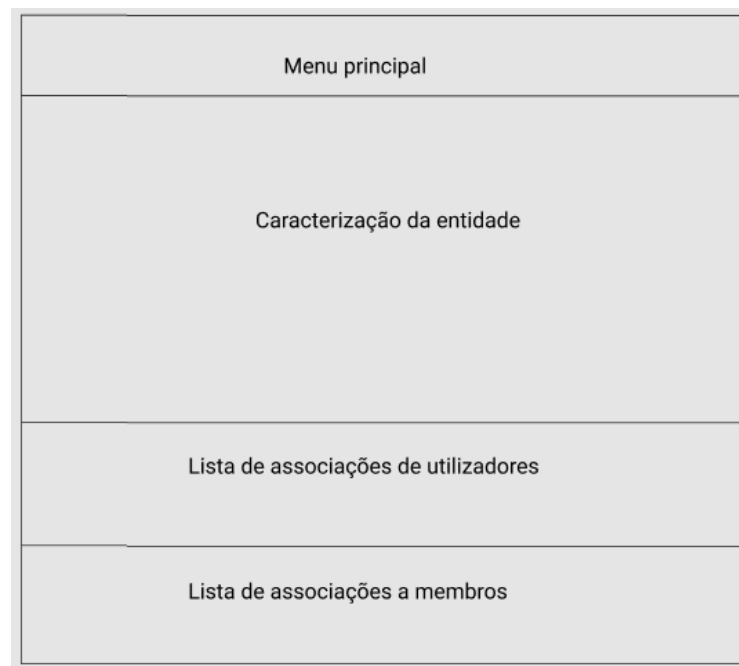 Menu principal
Caracterização da entidade
Lista de associações de utilizadores
Lista de associações a membros